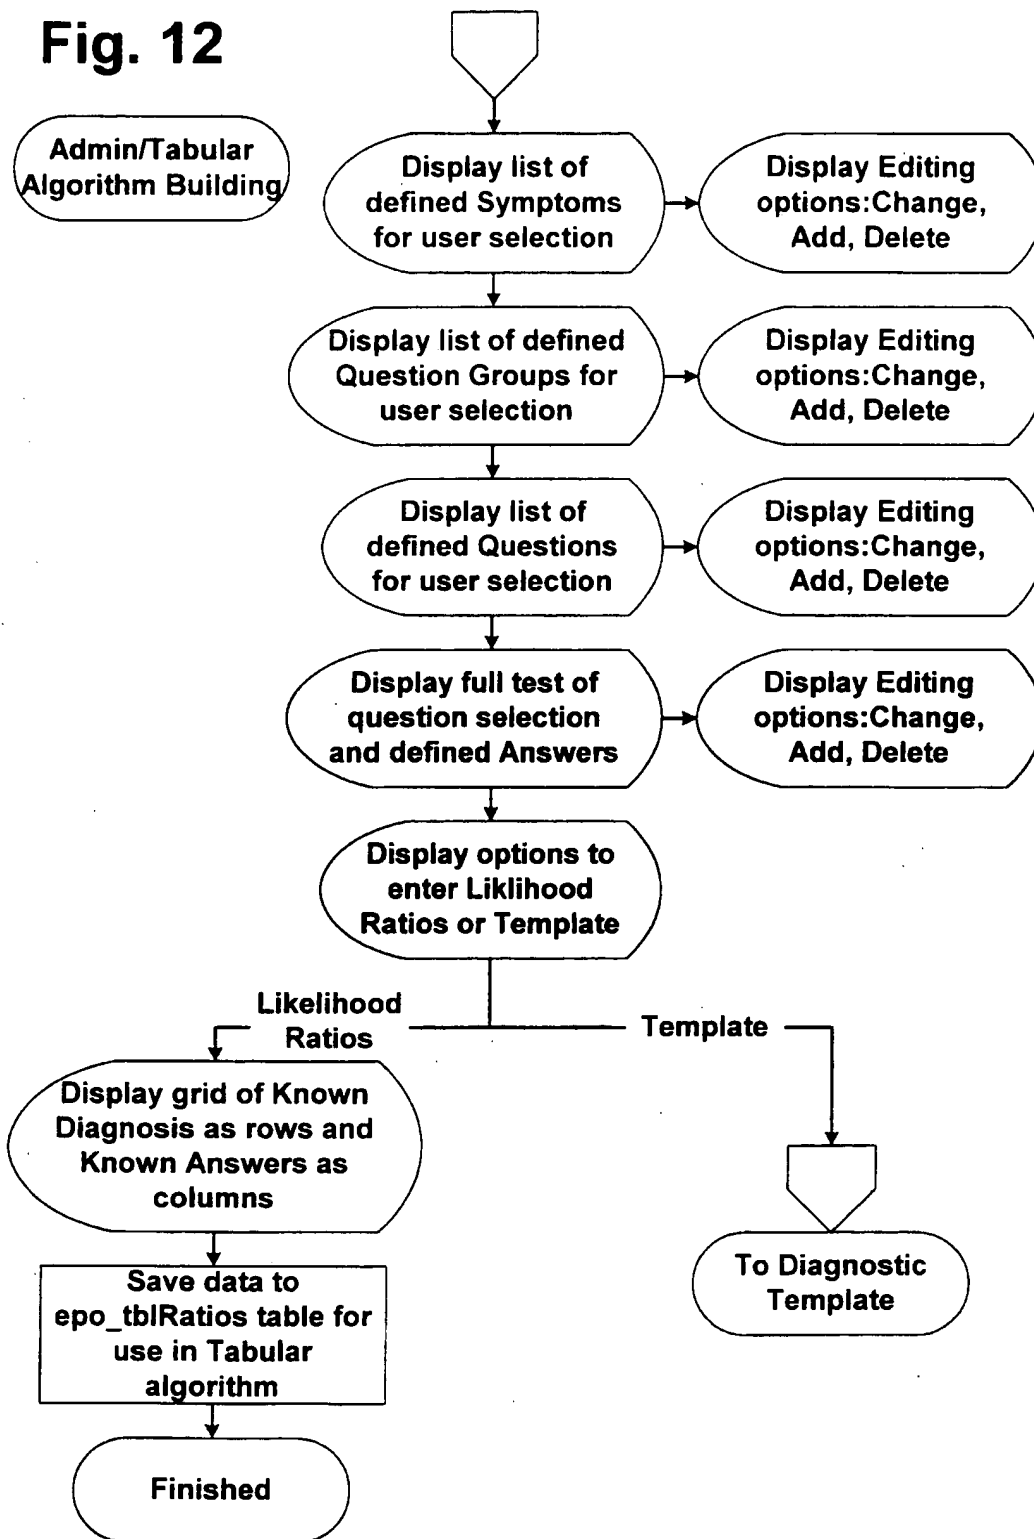 Fig. 12
Admin/Tabular
Algorithm Building
Display list of
defined Symptoms
for user selection
Display Editing
options:Change,
Add, Delete
Display list of defined
Question Groups for
user selection
Display Editing
options:Change,
Add, Delete
Display list of
defined Questions
for user selection
Display Editing
options:Change,
Add, Delete
Display full test of
question selection
and defined Answers
Display Editing
options:Change,
Add, Delete
Display options to
enter Liklihood
Ratios or Template
Likelihood
Ratios
Template
Display grid of Known
Diagnosis as rows and
Known Answers as
columns
Save data to
epo_tblRatios table for
use in Tabular
algorithm
Finished
To Diagnostic
Template